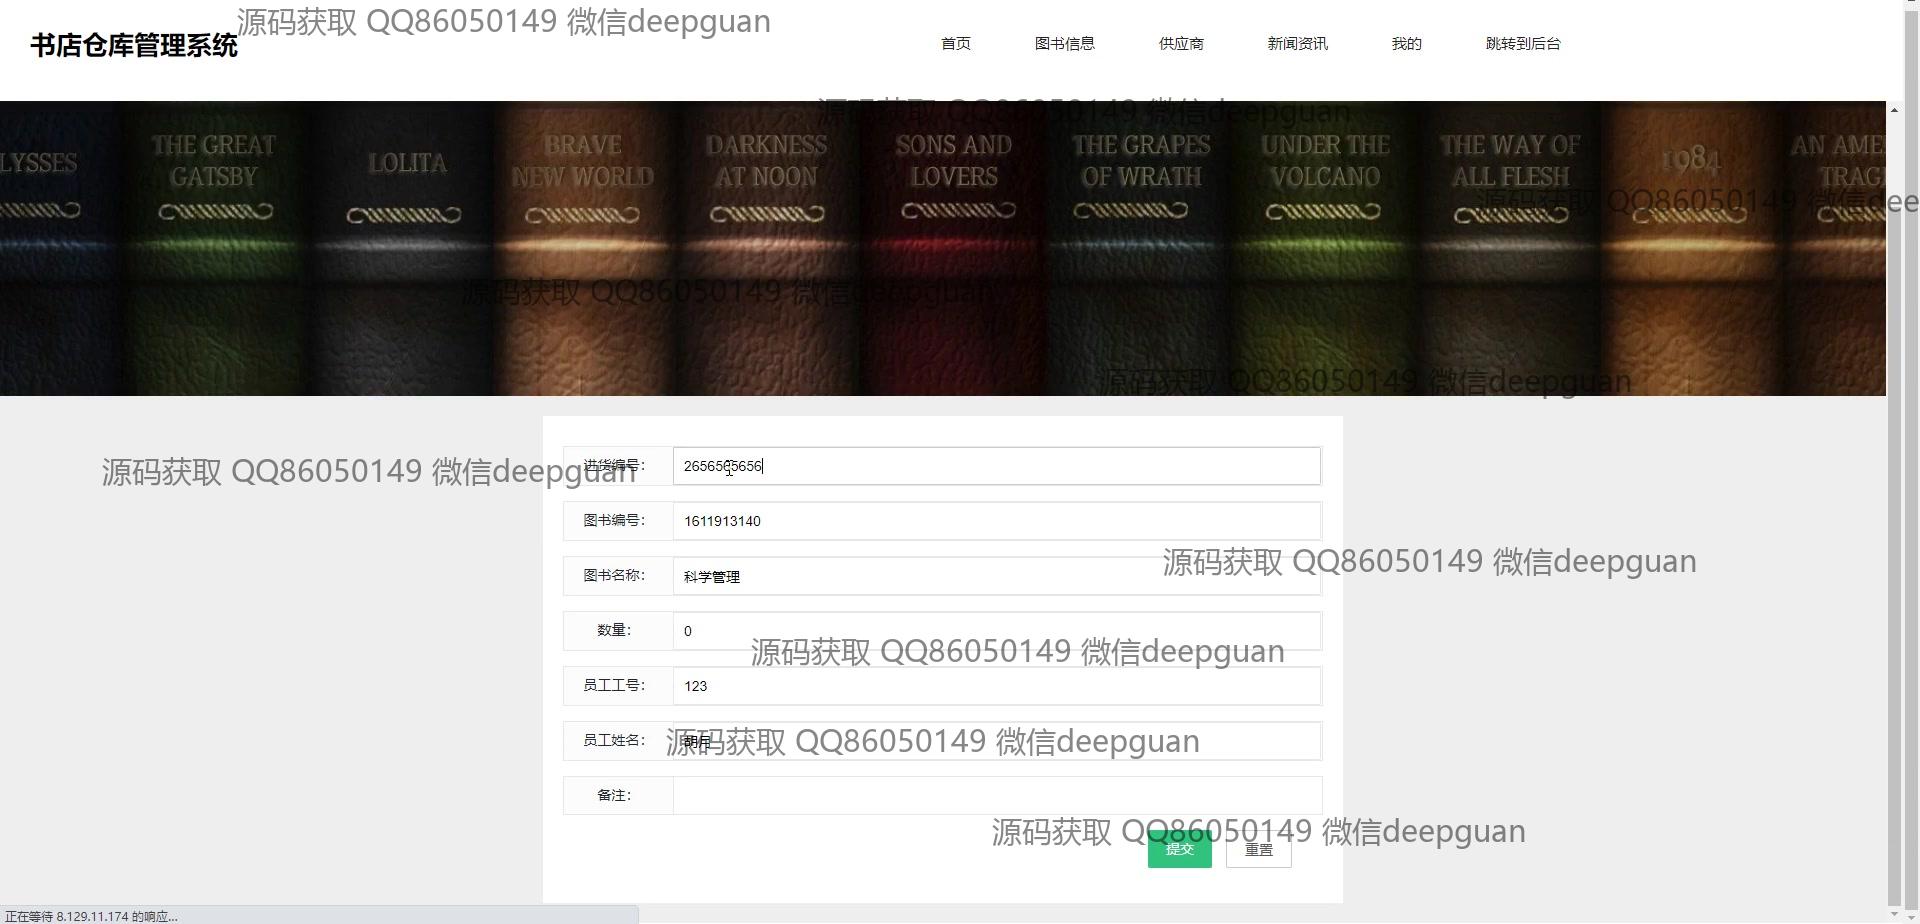 源码获取 QQ86050149 微信deepguan
书店仓库管理系统
首页 图书信息 供应商 新闻资讯 我的 跳转到后台
源码获取 QQ86050149 微信deepguan
LYSSES
THE GREAT GATSBY
LOLITA
BRAVE NEW WORLD
DARKNESS AT NOON
SONS AND LOVERS
THE GRAPES OF WRATH
UNDER THE VOLCANO
THE WAY OF ALL FLESH
1984
AN AME
TRAG
源码获取 QQ86050149 微信dee
源码获取 QQ86050149 微信deepguan
源码获取 QQ86050149 微信deepguan
源码获取 QQ86050149 微信deepguan
进货编号： 2656565656
图书编号： 1611913140
源码获取 QQ86050149 微信deepguan
图书名称： 科学管理
数量： 0
源码获取 QQ86050149 微信deepguan
员工工号： 123
员工姓名：
源码获取 QQ86050149 微信deepguan
备注：
源码获取 QQ86050149 微信deepguan
提交 重置
正在等待 8.129.11.174 的响应...